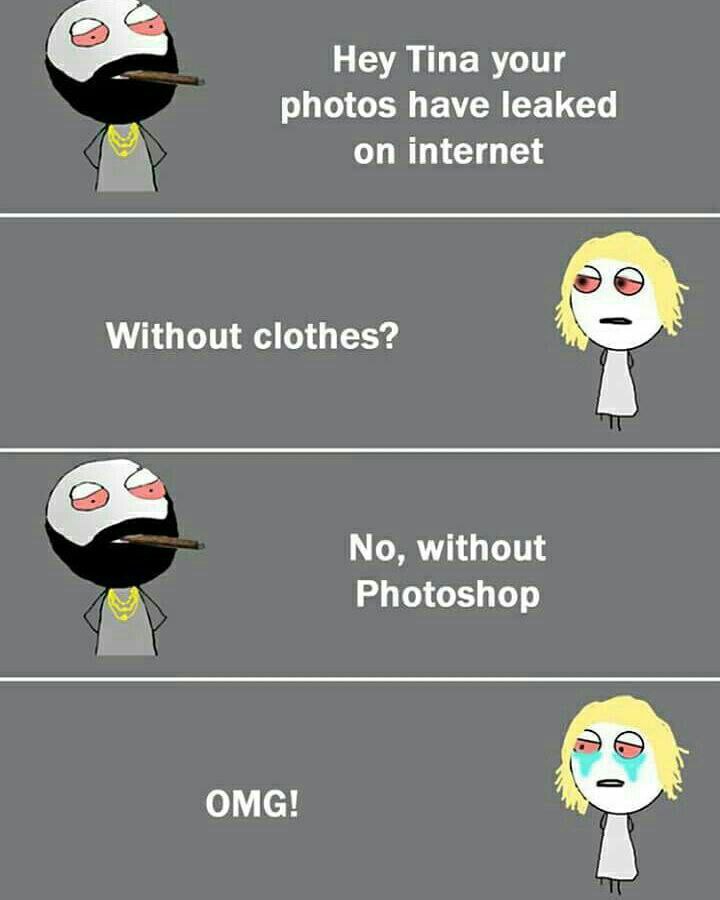 Hey Tina your
photos have leaked
on internet
Without clothes?
No, without
Photoshop
OMG!